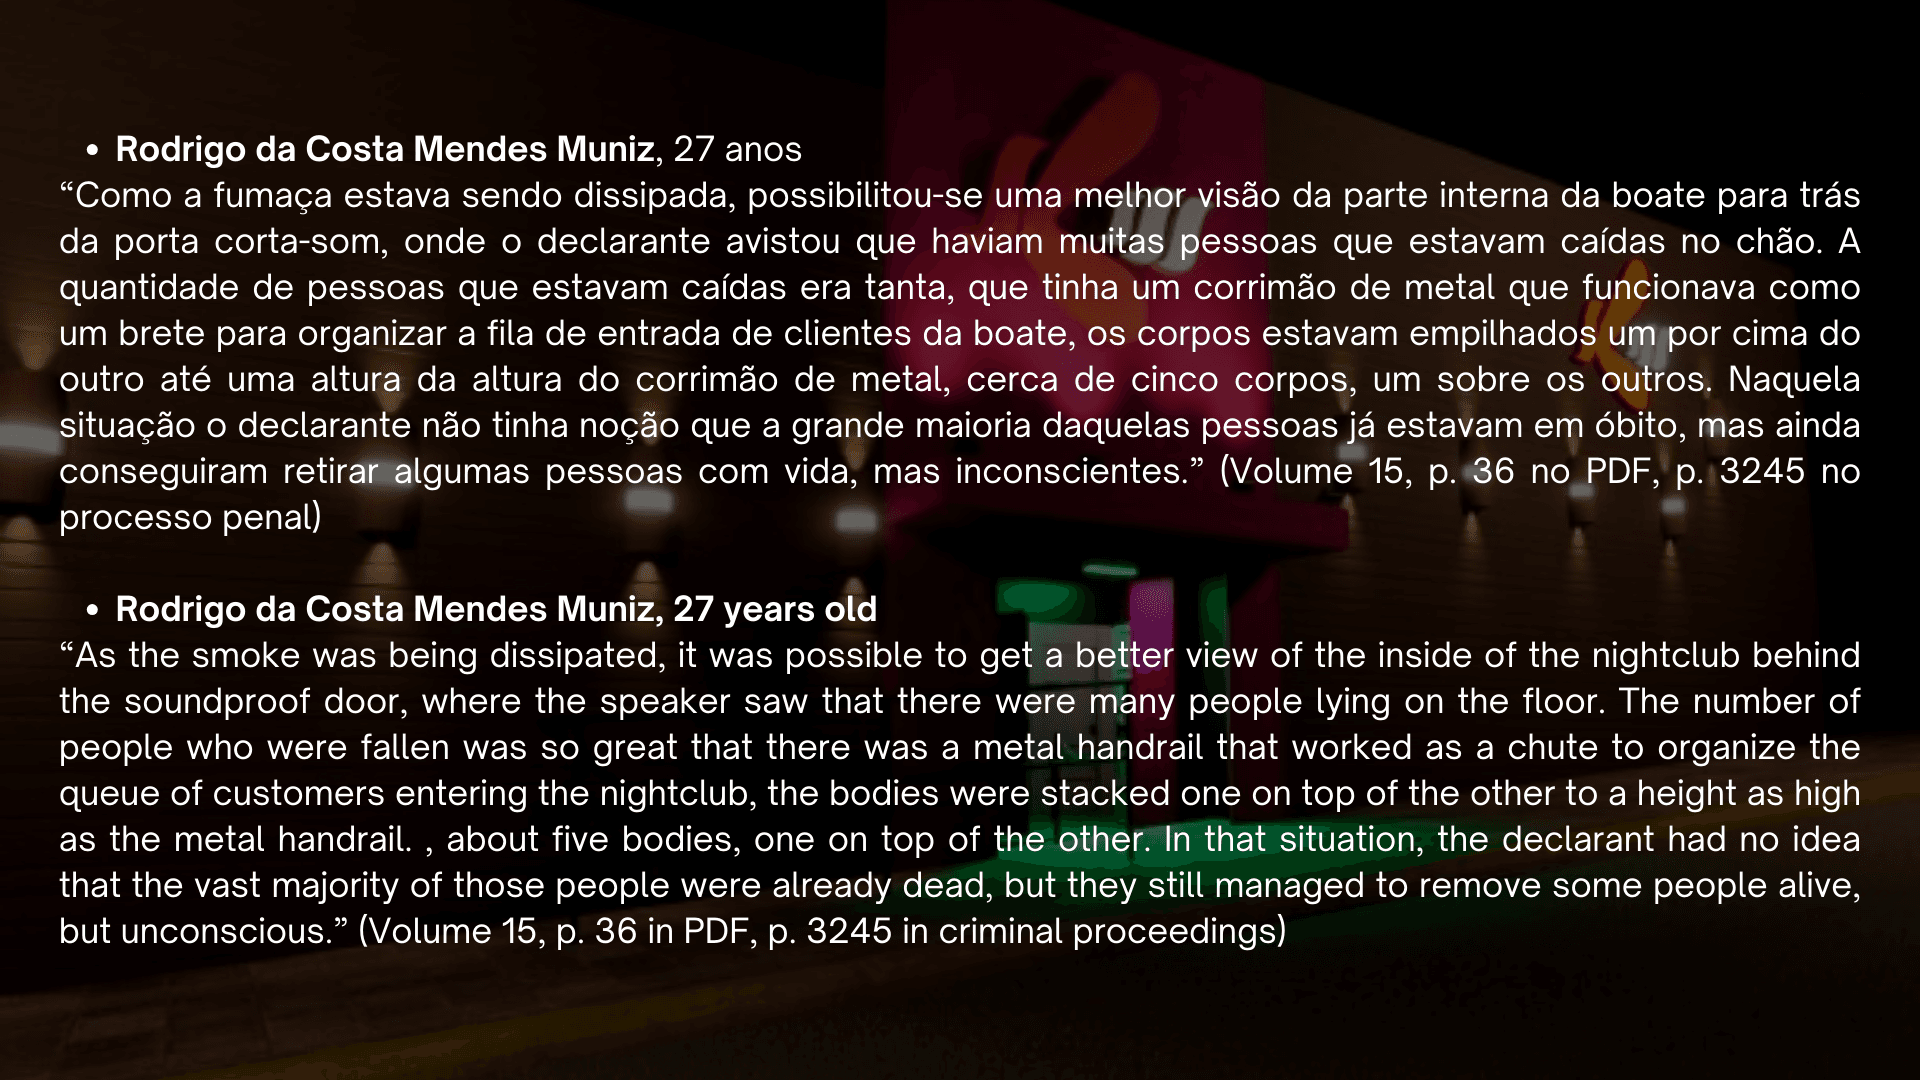 • Rodrigo da Costa Mendes Muniz, 27 anos
“Como a fumaça estava sendo dissipada, possibilitou-se uma melhor visão da parte interna da boate para trás
da porta corta-som, onde o declarante avistou que haviam muitas pessoas que estavam caídas no chão. A
quantidade de pessoas que estavam caídas era tanta, que tinha um corrimão de metal que funcionava como
um brete para organizar a fila de entrada de clientes da boate, os corpos estavam empilhados um por cima do
outro até uma altura da altura do corrimão de metal, cerca de cinco corpos, um sobre os outros. Naquela
situação o declarante não tinha noção que a grande maioria daquelas pessoas já estavam em óbito, mas ainda
conseguiram retirar algumas pessoas com vida, mas inconscientes.” (Volume 15, p. 36 no PDF, p. 3245 no
processo penal)
• Rodrigo da Costa Mendes Muniz, 27 years old
“As the smoke was being dissipated, it was possible to get a better view of the inside of the nightclub behind
the soundproof door, where the speaker saw that there were many people lying on the floor. The number of
people who were fallen was so great that there was a metal handrail that worked as a chute to organize the
queue of customers entering the nightclub, the bodies were stacked one on top of the other to a height as high
as the metal handrail. , about five bodies, one on top of the other. In that situation, the declarant had no idea
that the vast majority of those people were already dead, but they still managed to remove some people alive,
but unconscious.” (Volume 15, p. 36 in PDF, p. 3245 in criminal proceedings)